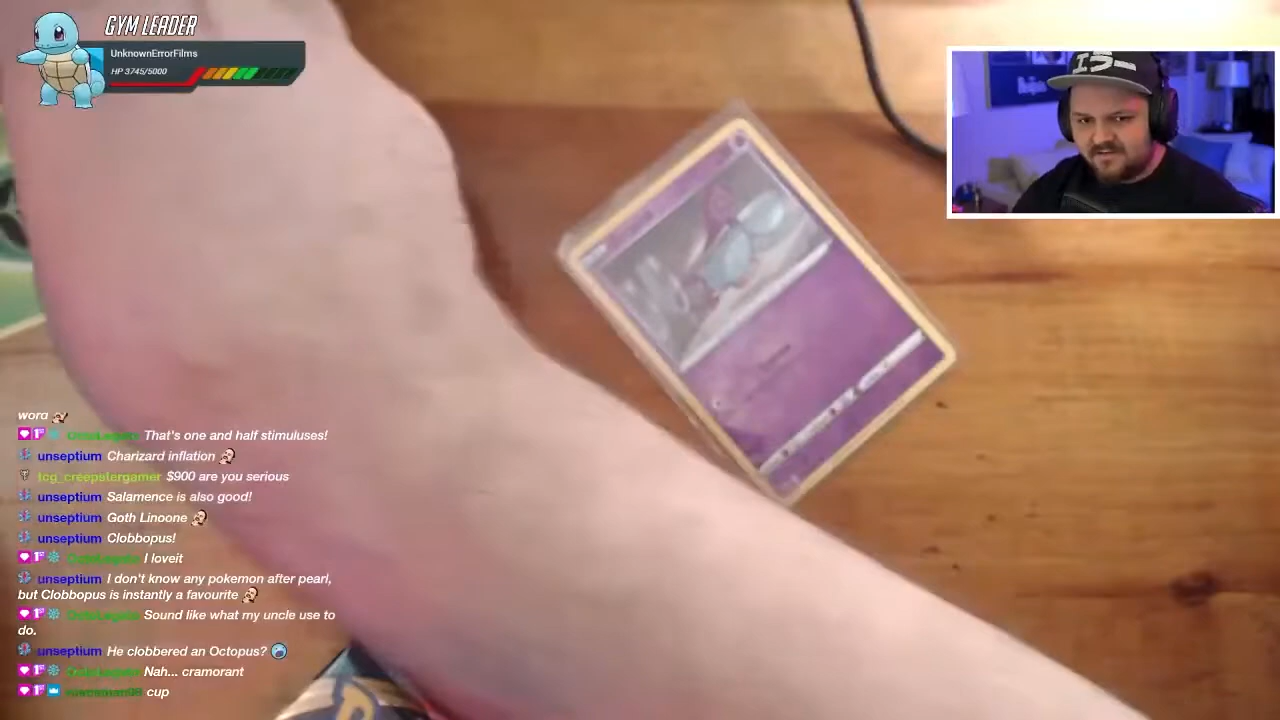 GYM LEADER
UnknownErrorFilms
HP 3745/5000
wora
That's one and half stimuluses!
unseptium Charizard inflation
tcg_creepstergamer $900 are you serious
unseptium Salamence is also good!
unseptium Goth Linoone
unseptium Clobbopus!
I loveit
unseptium I don't know any pokemon after pearl,
but Clobbopus is instantly a favourite
Sound like what my uncle use to
do.
unseptium He clobbered an Octopus?
Nah... cramorant
cup